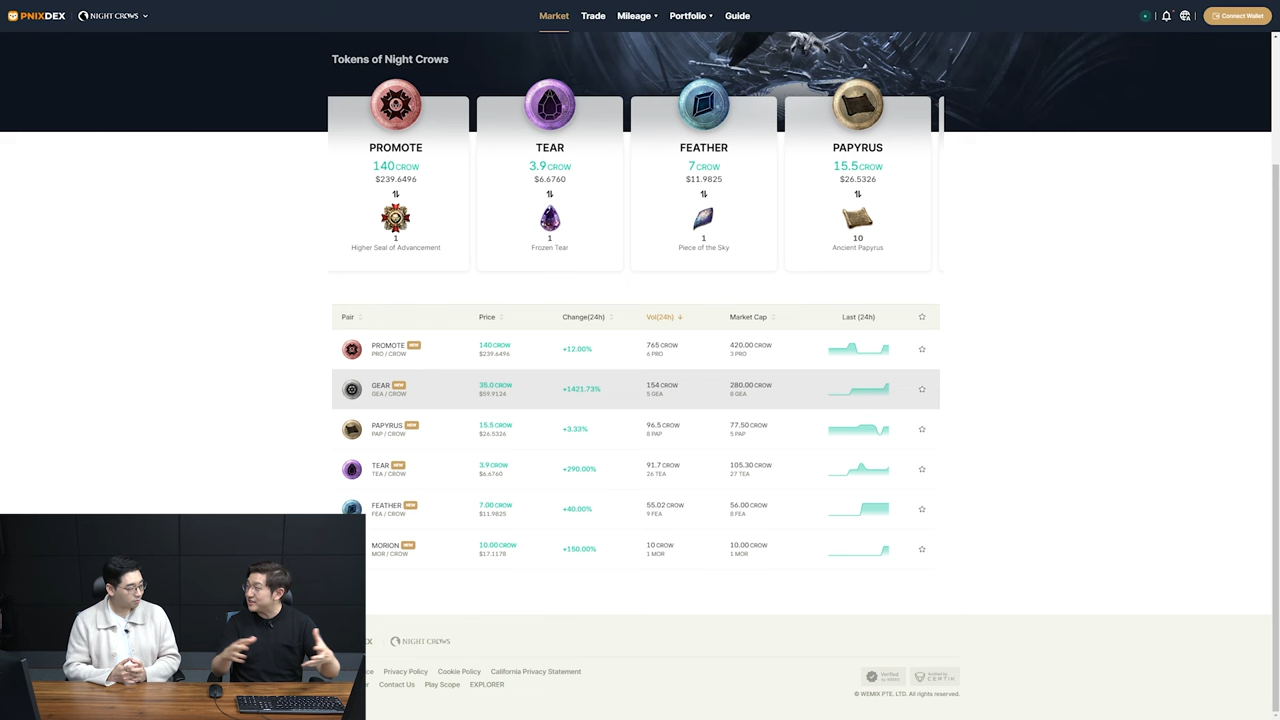 PNIXDEX NIGHT CROWS Market Trade Mileage Portfolio Guide Connect Wallet
Tokens of Night Crows
PROMOTE TEAR FEATHER PAPYRUS
140 CROW 3.9 CROW 7 CROW 15.5 CROW
$239.6496 $6.6760 $11.9825 $26.5326
1 1 1 10
Higher Seal of Advancement Frozen Tear Piece of the Sky Ancient Papyrus
Pair Price Change(24h) Vol(24h) Market Cap Last (24h)
PROMOTE NEW 140 CROW +12.00% 765 CROW 420.00 CROW
PRO / CROW $239.6496 6 PRO 3 PRO
GEAR NEW 35.0 CROW +1421.73% 154 CROW 280.00 CROW
GEA / CROW $59.9124 5 GEA 8 GEA
PAPYRUS NEW 15.5 CROW +3.33% 96.5 CROW 77.50 CROW
PAP / CROW $26.5326 8 PAP 5 PAP
TEAR NEW 3.9 CROW +290.00% 91.7 CROW 105.30 CROW
TEA / CROW $6.6760 26 TEA 27 TEA
FEATHER NEW 7.00 CROW +40.00% 55.02 CROW 56.00 CROW
FEA / CROW $11.9825 9 FEA 8 FEA
MORION NEW 10.00 CROW +150.00% 10 CROW 10.00 CROW
MOR / CROW $17.1178 1 MOR 1 MOR
X NIGHT CROWS
Privacy Policy Cookie Policy California Privacy Statement
Contact Us Play Scope EXPLORER
Verified
CERTIK
© WEMIX PTE. LTD. All rights reserved.